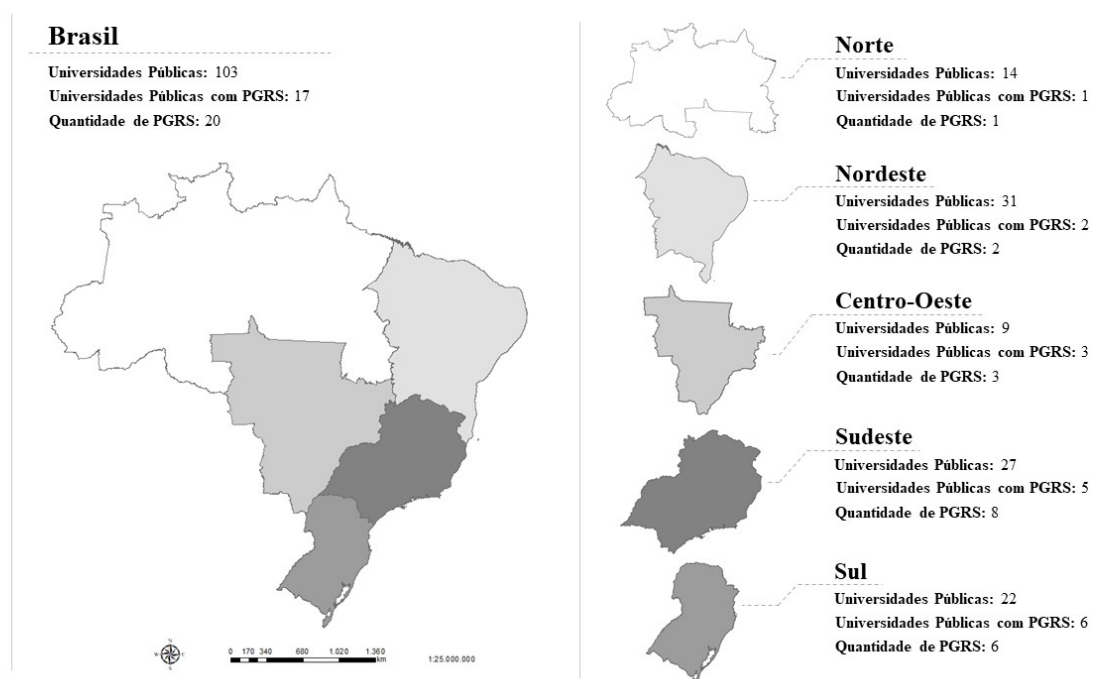 Brasil
Universidades Públicas: 103
Universidades Públicas com PGRS: 17
Quantidade de PGRS: 20
N
W
S
0 170 340 680 1.020 1.360
km
1:25.000.000
Norte
Universidades Públicas: 14
Universidades Públicas com PGRS: 1
Quantidade de PGRS: 1
Nordeste
Universidades Públicas: 31
Universidades Públicas com PGRS: 2
Quantidade de PGRS: 2
Centro-Oeste
Universidades Públicas: 9
Universidades Públicas com PGRS: 3
Quantidade de PGRS: 3
Sudeste
Universidades Públicas: 27
Universidades Públicas com PGRS: 5
Quantidade de PGRS: 8
Sul
Universidades Públicas: 22
Universidades Públicas com PGRS: 6
Quantidade de PGRS: 6